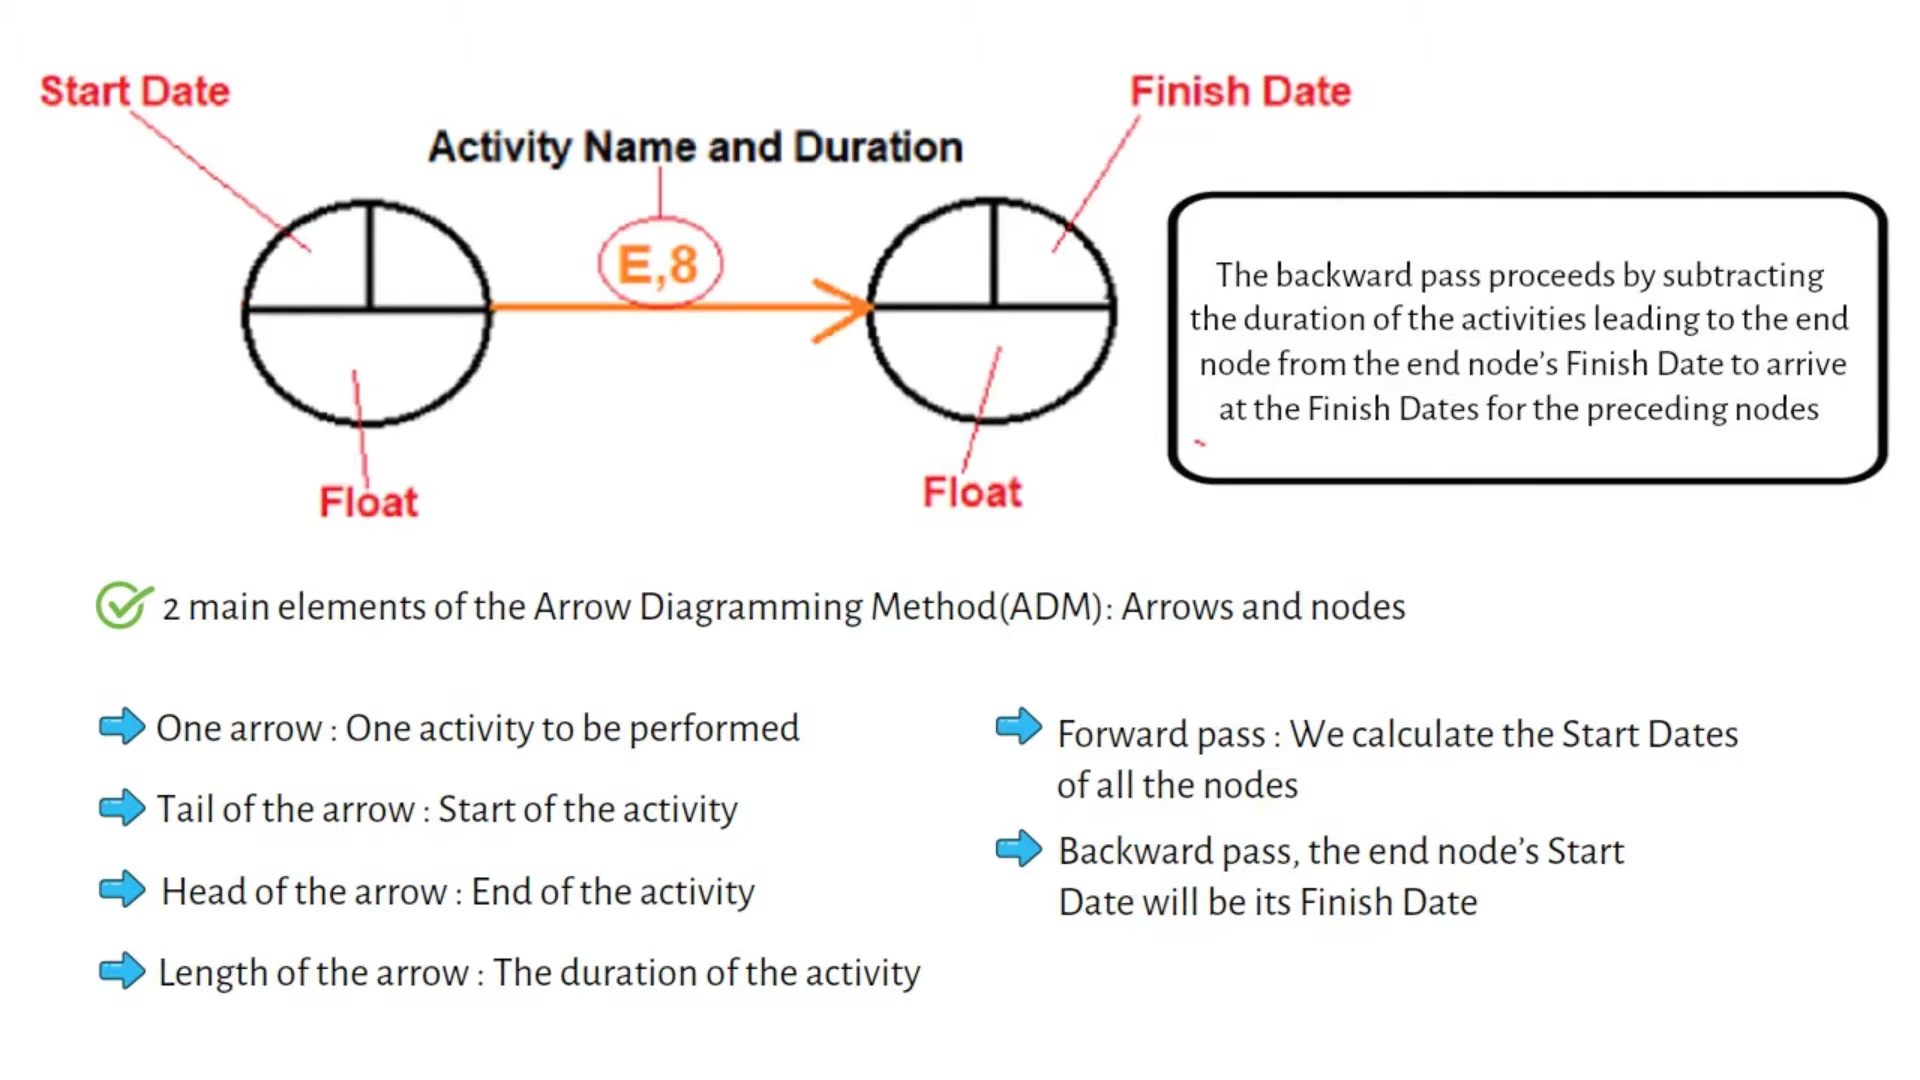 Start Date
Finish Date
Activity Name and Duration
E,8
Float
Float
The backward pass proceeds by subtracting
the duration of the activities leading to the end
node from the end node’s Finish Date to arrive
at the Finish Dates for the preceding nodes
2 main elements of the Arrow Diagramming Method(ADM): Arrows and nodes
One arrow : One activity to be performed
Tail of the arrow : Start of the activity
Head of the arrow : End of the activity
Length of the arrow : The duration of the activity
Forward pass : We calculate the Start Dates
of all the nodes
Backward pass, the end node’s Start
Date will be its Finish Date